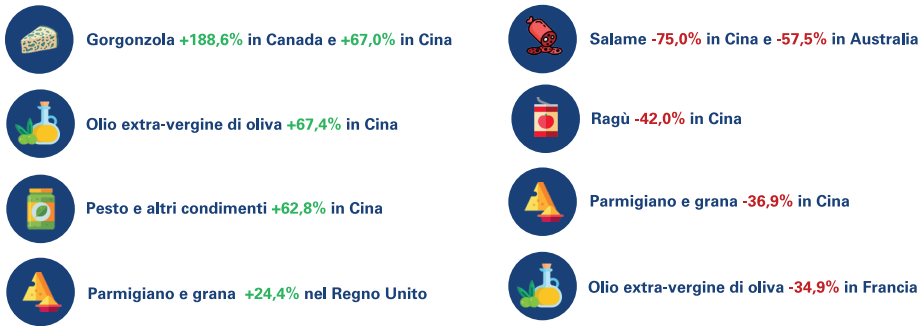 Gorgonzola +188,6% in Canada e +67,0% in Cina
Olio extra-vergine di oliva +67,4% in Cina
Pesto e altri condimenti +62,8% in Cina
Parmigiano e grana +24,4% nel Regno Unito
Salame -75,0% in Cina e -57,5% in Australia
Ragù -42,0% in Cina
Parmigiano e grana -36,9% in Cina
Olio extra-vergine di oliva -34,9% in Francia